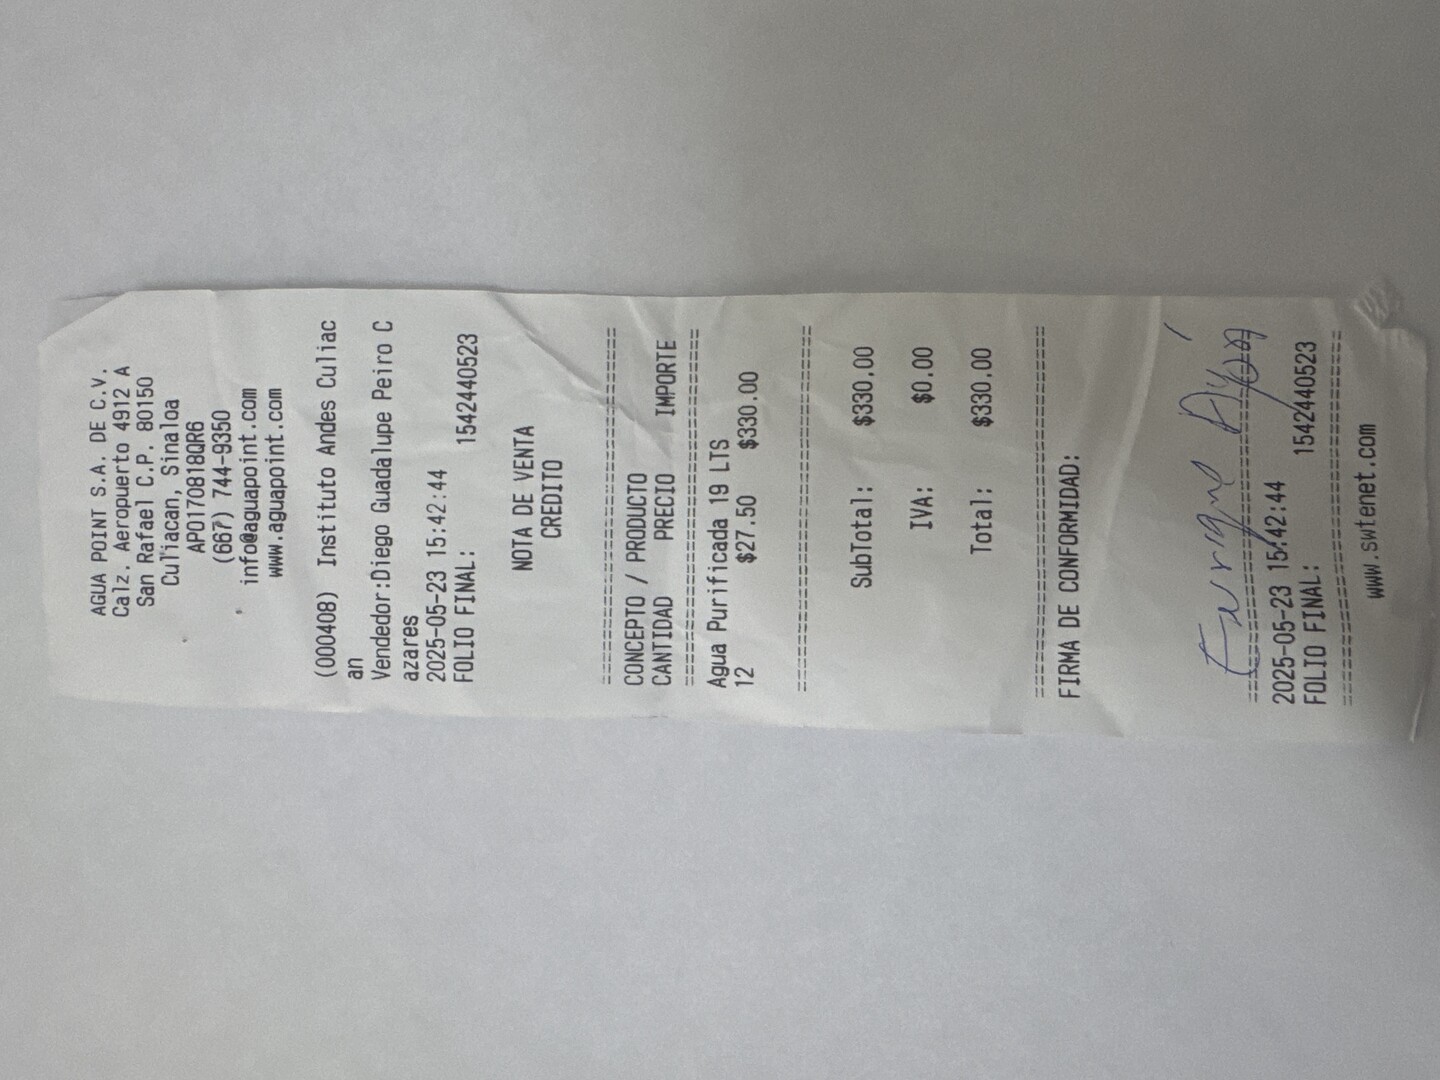 AGUA POINT S.A. DE C.V.
Calz. Aeropuerto 4912 A
San Rafael C.P. 80150
Culiacan, Sinaloa
APO170818QR6
(667) 744-9350
info@aguapoint.com
www.aguapoint.com
(000408) Instituto Andes Culiac
an
Vendedor:Diego Guadalupe Peiro C
azares
2025-05-23 15:42:44
FOLIO FINAL: 1542440523
NOTA DE VENTA
CREDITO
================================
CONCEPTO / PRODUCTO
CANTIDAD PRECIO IMPORTE
================================
Agua Purificada 19 LTS
12 $27.50 $330.00
================================
SubTotal: $330.00
IVA: $0.00
Total: $330.00
================================
FIRMA DE CONFORMIDAD:
Enrique Ayón
================================
2025-05-23 15:42:44
FOLIO FINAL: 1542440523
================================
www.swtenet.com